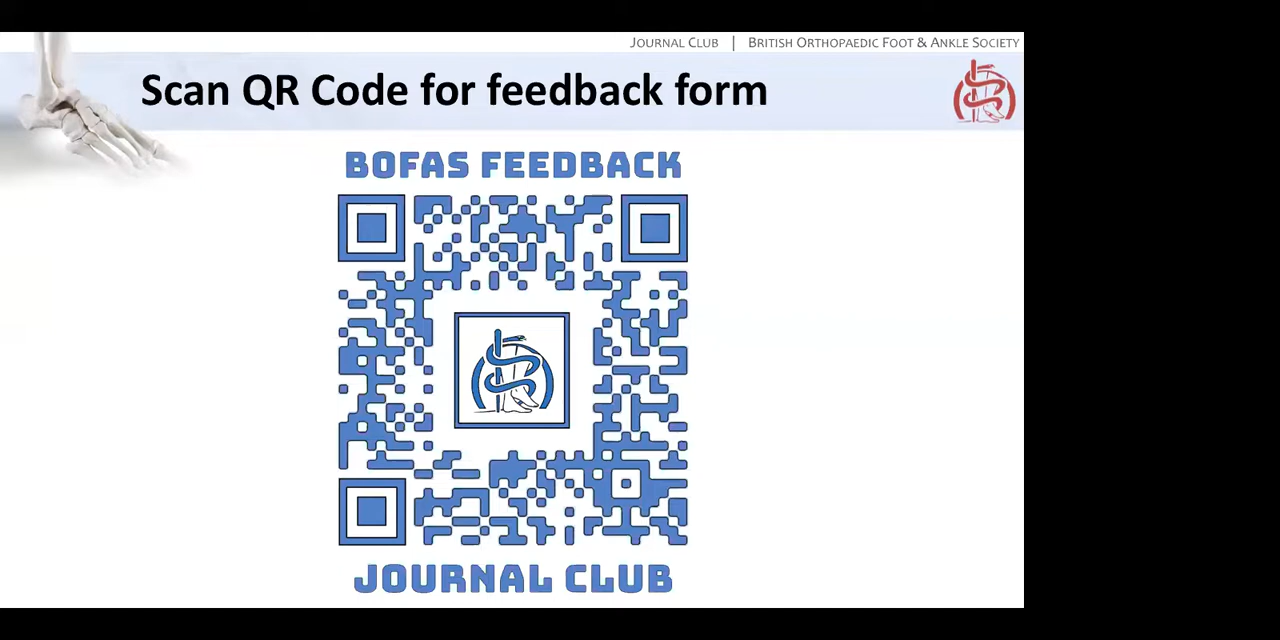 JOURNAL CLUB | BRITISH ORTHOPAEDIC FOOT & ANKLE SOCIETY
Scan QR Code for feedback form
BOFAS FEEDBACK
JOURNAL CLUB